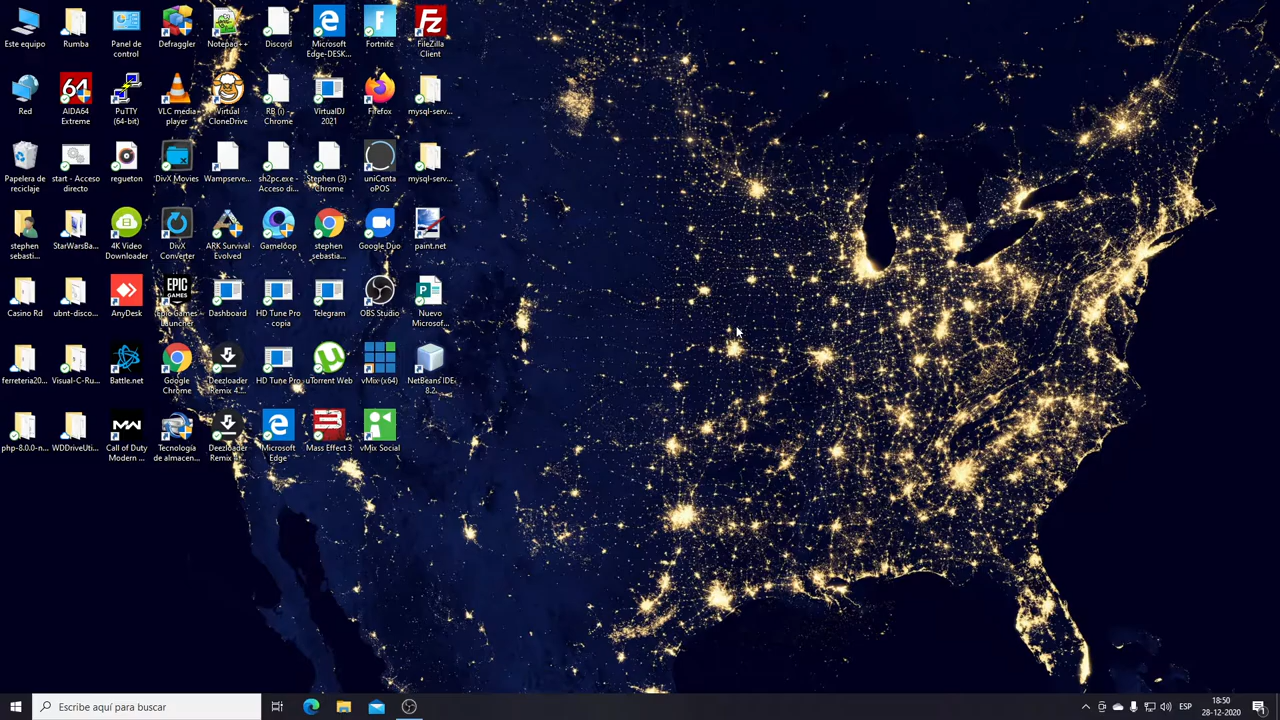 Este equipo
Rumba
Panel de
control
Defraggler
Notepad++
Discord
Microsoft
Edge-DESK...
Fortnite
FileZilla
Client
Red
AIDA64
Extreme
PuTTY
(64-bit)
VLC media
player
Virtual
CloneDrive
RB (i) -
Chrome
VirtualDJ
2021
Firefox
mysql-serv...
Papelera de
reciclaje
start - Acceso
directo
regueton
DivX Movies
Wampserve...
sh2pc.exe -
Acceso di...
Stephen (3) -
Chrome
uniCenta
oPOS
mysql-serv...
stephen
sebasti...
StarWarsBa...
4K Video
Downloader
DivX
Converter
ARK Survival
Evolved
Gameloop
stephen
sebastia...
Google Duo
paint.net
Casino Rd
ubnt-disco...
AnyDesk
EPIC
GAMES
Epic Games
Launcher
Dashboard
HD Tune Pro
- copia
Telegram
OBS Studio
Nuevo
Microsof...
ferreteria20...
Visual-C-Ru...
Battle.net
Google
Chrome
Deezloader
Remix 4....
HD Tune Pro
uTorrent Web
vMix (x64)
NetBeans IDE
8.2
php-8.0.0-n...
WDDriveUti...
Call of Duty
Modern ...
Tecnología
de almacen...
Deezloader
Microsoft
Edge
Mass Effect 3
vMix Social
Escribe aquí para buscar
ESP
18:50
28-12-2020